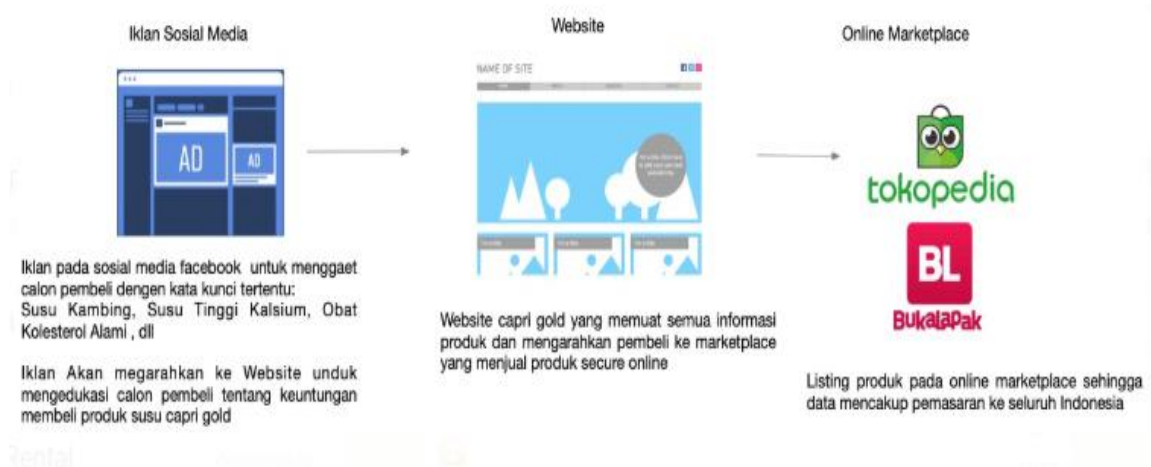 Iklan Sosial Media
AD
AD
Iklan pada sosial media facebook untuk menggaet
calon pembeli dengan kata kunci tertentu:
Susu Kambing, Susu Tinggi Kalsium, Obat
Kolesterol Alami , dll
Iklan Akan megarahkan ke Website unduk
mengedukasi calon pembeli tentang keuntungan
membeli produk susu capri gold
Website
NAME OF SITE
Website capri gold yang memuat semua informasi
produk dan mengarahkan pembeli ke marketplace
yang menjual produk secure online
Online Marketplace
tokopedia
BL
BukalapaK
Listing produk pada online marketplace sehingga
data mencakup pemasaran ke seluruh Indonesia
Rental